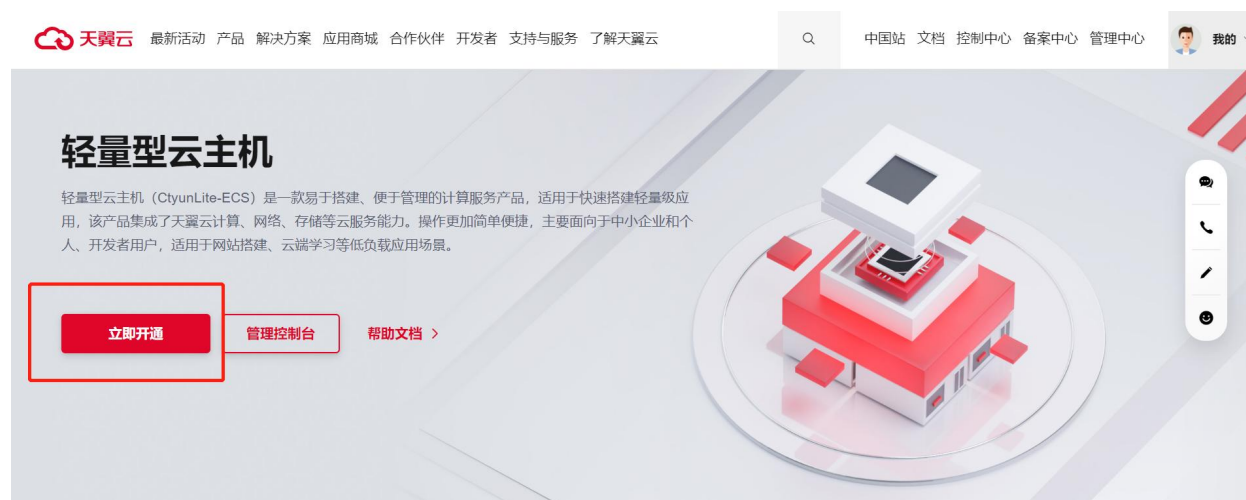 天翼云 最新活动 产品 解决方案 应用商城 合作伙伴 开发者 支持与服务 了解天翼云 中国站 文档 控制中心 备案中心 管理中心 我的
轻量型云主机
轻量型云主机（CtyunLite-ECS）是一款易于搭建、便于管理的计算服务产品，适用于快速搭建轻量级应
用，该产品集成了天翼云计算、网络、存储等云服务能力。操作更加简单便捷，主要面向于中小企业和个
人、开发者用户，适用于网站搭建、云端学习等低负载应用场景。
立即开通 管理控制台 帮助文档 >